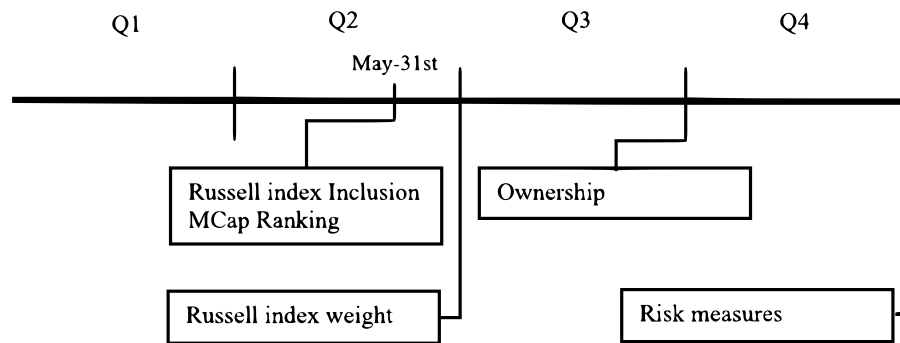 Q1
Q2
Q3
Q4
May-31st
Russell index Inclusion
MCap Ranking
Ownership
Russell index weight
Risk measures